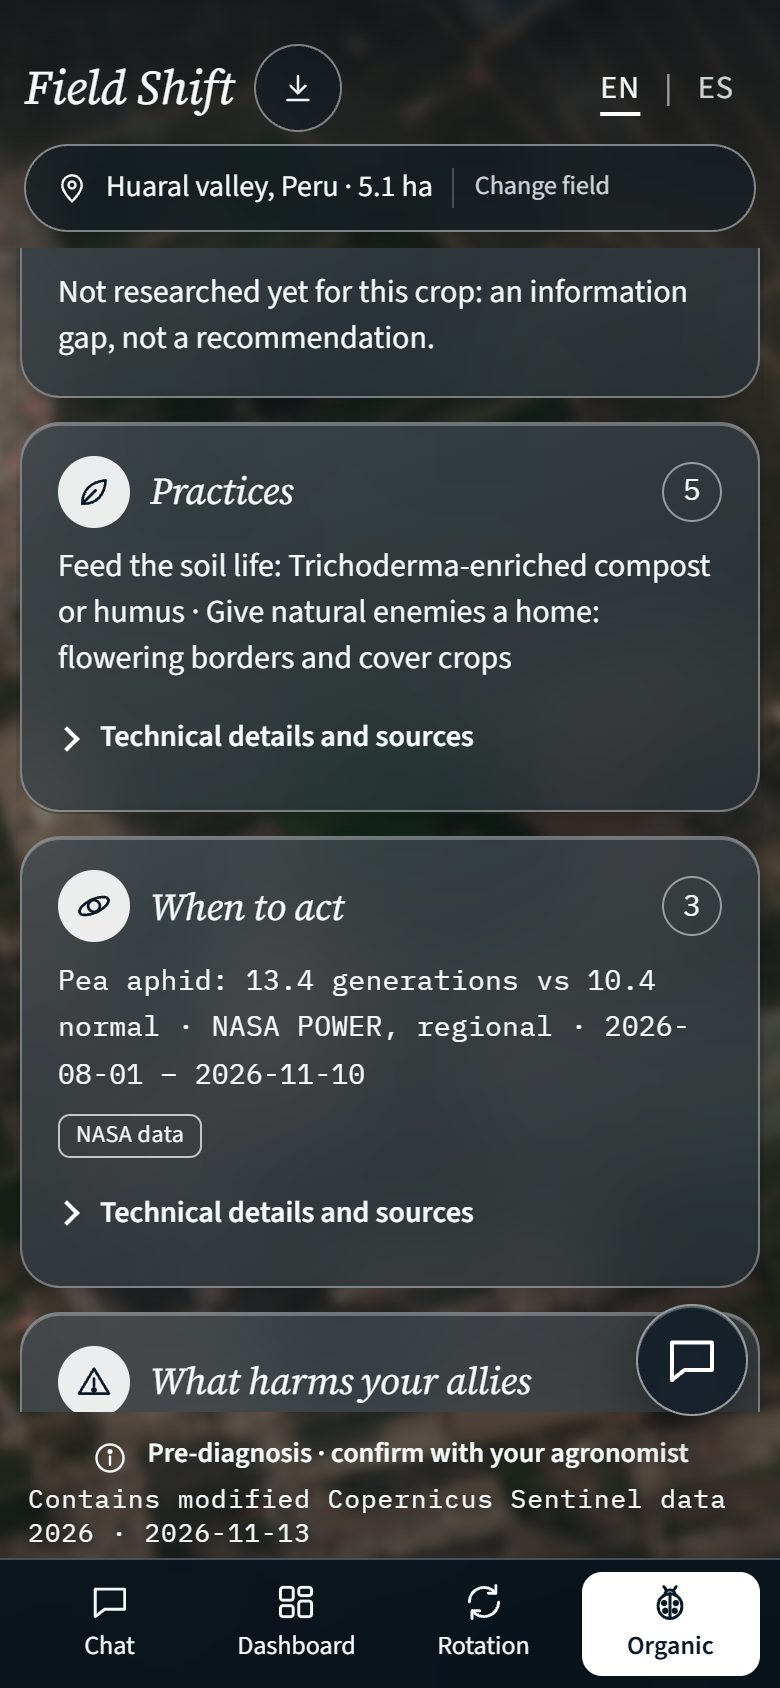 Field Shift
EN | ES
Huaral valley, Peru · 5.1 ha | Change field
Not researched yet for this crop: an information
gap, not a recommendation.
Practices
5
Feed the soil life: Trichoderma-enriched compost
or humus · Give natural enemies a home:
flowering borders and cover crops
Technical details and sources
When to act
3
Pea aphid: 13.4 generations vs 10.4
normal · NASA POWER, regional · 2026-
08-01 – 2026-11-10
NASA data
Technical details and sources
What harms your allies
Pre-diagnosis · confirm with your agronomist
Contains modified Copernicus Sentinel data
2026 · 2026-11-13
Chat
Dashboard
Rotation
Organic